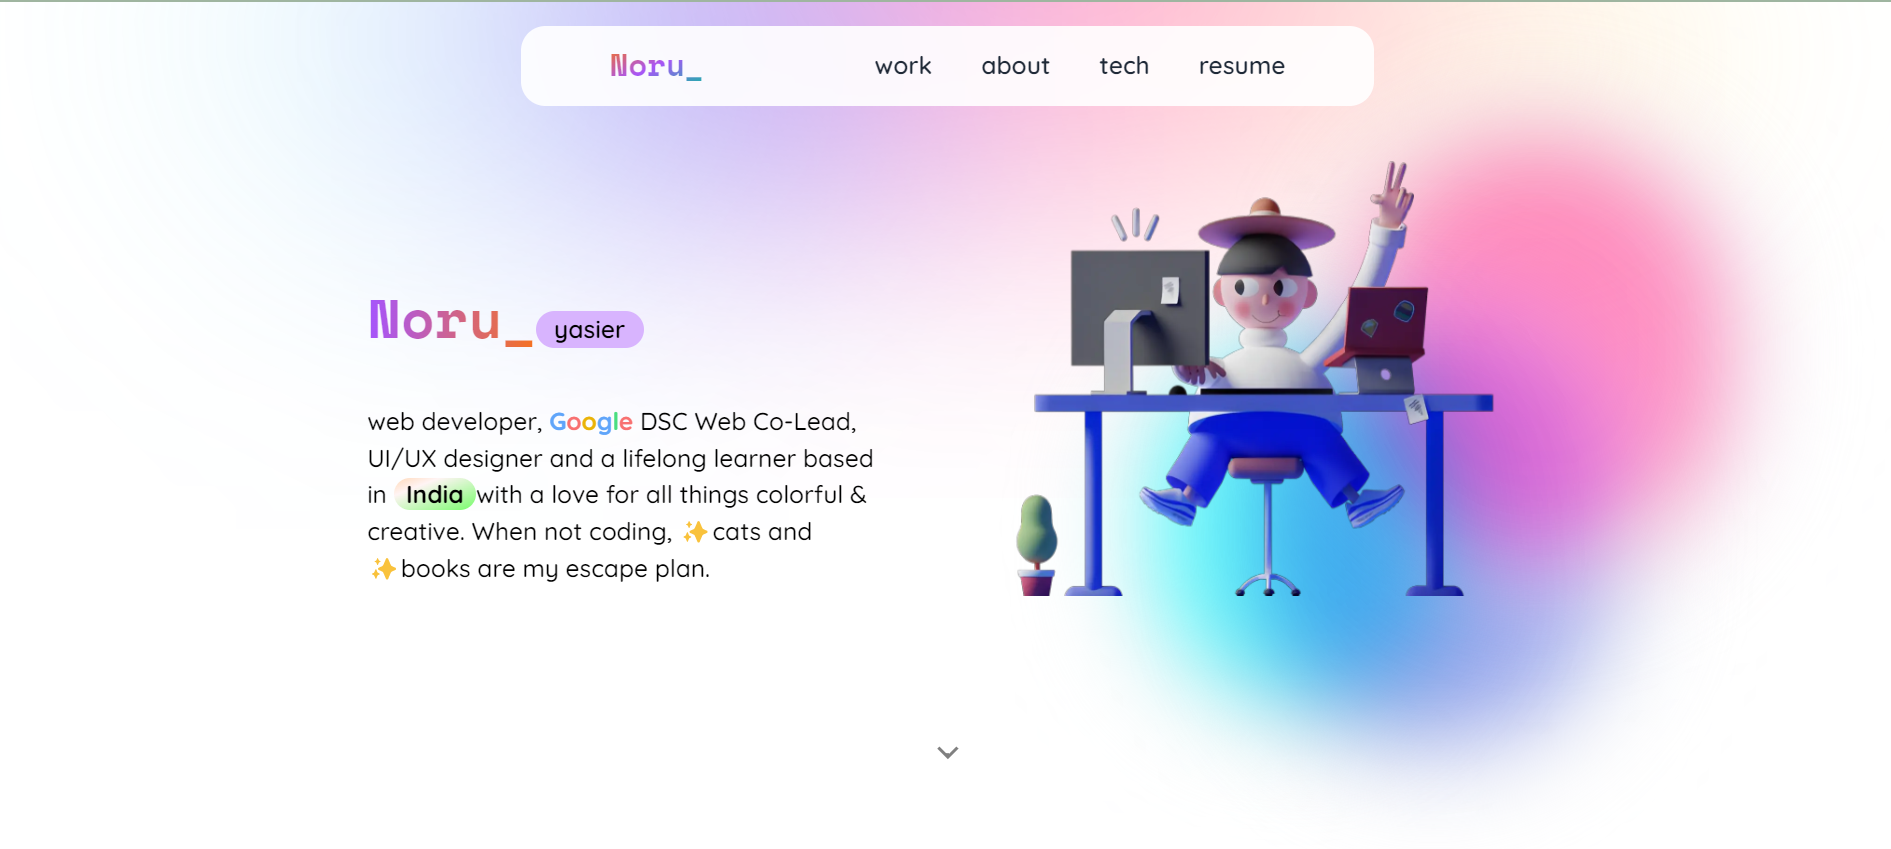 Noru_ work about tech resume
Noru_ yasier
web developer, Google DSC Web Co-Lead,
UI/UX designer and a lifelong learner based
in India with a love for all things colorful &
creative. When not coding, ✨ cats and
✨ books are my escape plan.